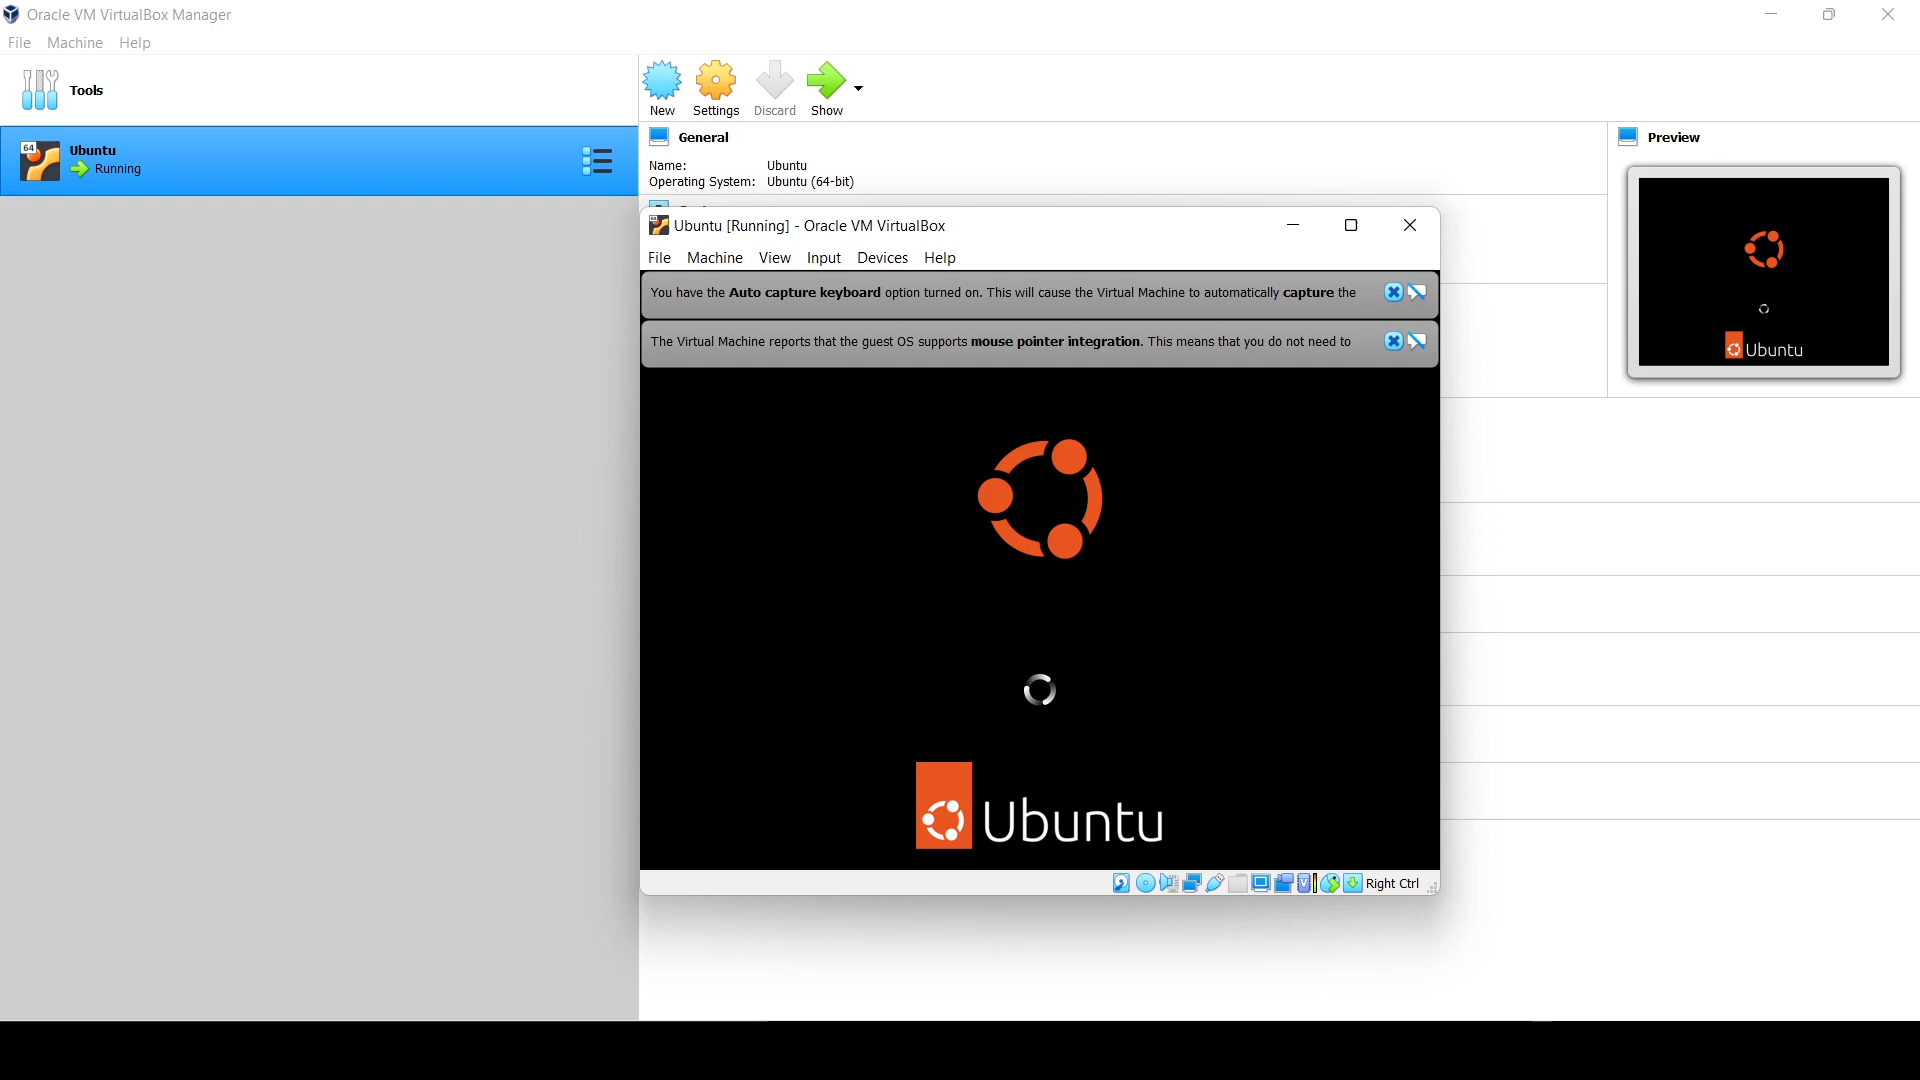 Oracle VM VirtualBox Manager
File Machine Help
Tools
New Settings Discard Show
64
Ubuntu
Running
General
Name: Ubuntu
Operating System: Ubuntu (64-bit)
Preview
Ubuntu
Ubuntu [Running] - Oracle VM VirtualBox
File Machine View Input Devices Help
You have the Auto capture keyboard option turned on. This will cause the Virtual Machine to automatically capture the
The Virtual Machine reports that the guest OS supports mouse pointer integration. This means that you do not need to
Ubuntu
Right Ctrl